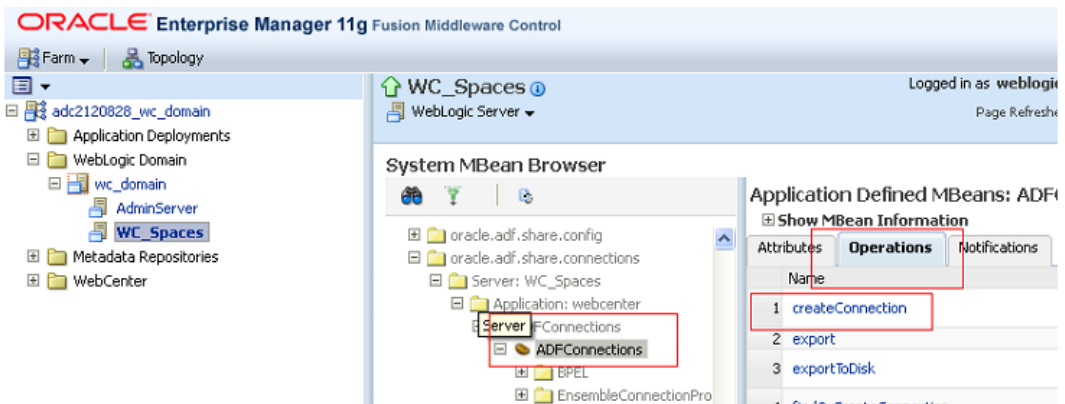 ORACLE Enterprise Manager 11g Fusion Middleware Control
Farm Topology
adc2120828_wc_domain
Application Deployments
WebLogic Domain
wc_domain
AdminServer
WC_Spaces
Metadata Repositories
WebCenter
WC_Spaces
Logged in as weblogi
WebLogic Server
Page Refreshe
System MBean Browser
oracle.adf.share.config
oracle.adf.share.connections
Server: WC_Spaces
Application: webcenter
Server FConnections
ADFConnections
BPEL
EnsembleConnectionPro
Application Defined MBeans: ADF
Show MBean Information
Attributes Operations Notifications
Name
1 createConnection
2 export
3 exportToDisk